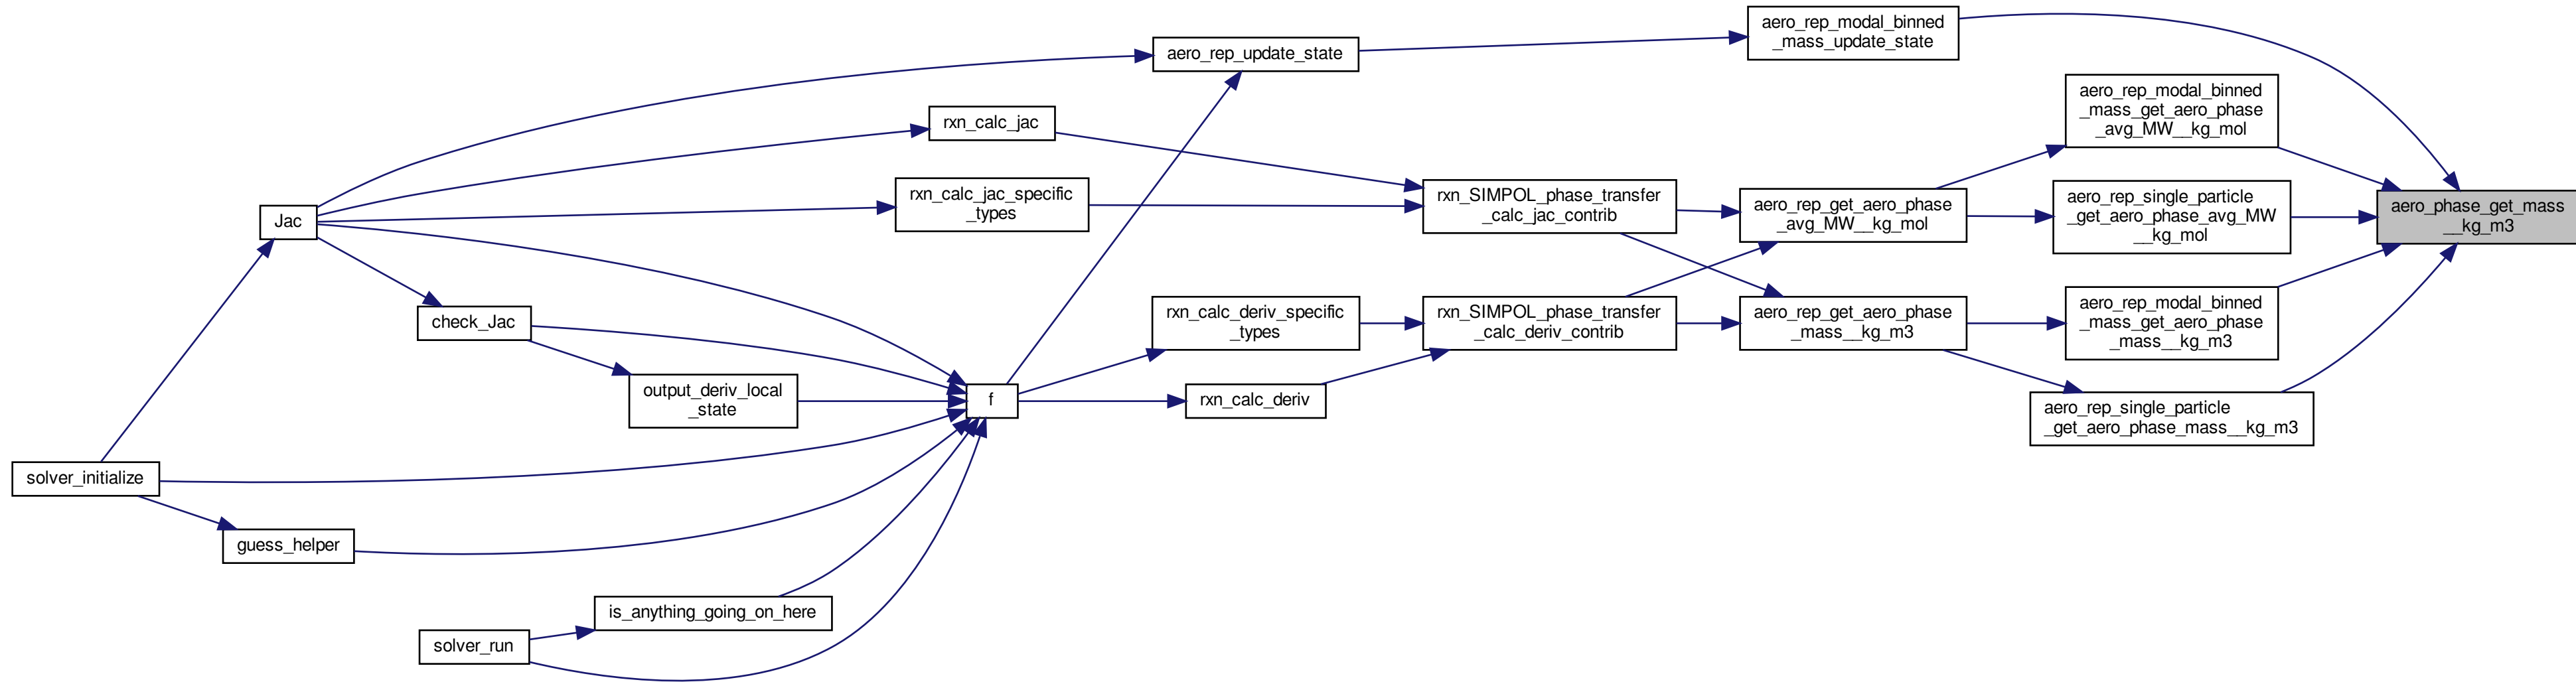 aero_rep_modal_binned
_mass_update_state
aero_rep_update_state
aero_rep_modal_binned
_mass_get_aero_phase
_avg_MW__kg_mol
rxn_calc_jac
rxn_calc_jac_specific
_types
rxn_SIMPOL_phase_transfer
_calc_jac_contrib
aero_rep_get_aero_phase
_avg_MW__kg_mol
aero_rep_single_particle
_get_aero_phase_avg_MW
__kg_mol
aero_phase_get_mass
__kg_m3
Jac
check_Jac
rxn_calc_deriv_specific
_types
rxn_SIMPOL_phase_transfer
_calc_deriv_contrib
aero_rep_get_aero_phase
_mass__kg_m3
aero_rep_modal_binned
_mass_get_aero_phase
_mass__kg_m3
output_deriv_local
_state
f
rxn_calc_deriv
aero_rep_single_particle
_get_aero_phase_mass__kg_m3
solver_initialize
guess_helper
is_anything_going_on_here
solver_run